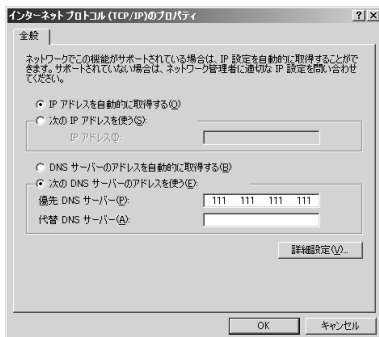 インターネット プロトコル (TCP/IP)のプロパティ
全般
ネットワークでこの機能がサポートされている場合は、IP 設定を自動的に取得することがで
きます。サポートされていない場合は、ネットワーク管理者に適切な IP 設定を問い合わせ
てください。
IP アドレスを自動的に取得する(O)
次の IP アドレスを使う(S):
IP アドレス(I):
DNS サーバーのアドレスを自動的に取得する(B)
次の DNS サーバーのアドレスを使う(E):
優先 DNS サーバー(P): 111 111 111 111
代替 DNS サーバー(A):
詳細設定(V)...
OK キャンセル